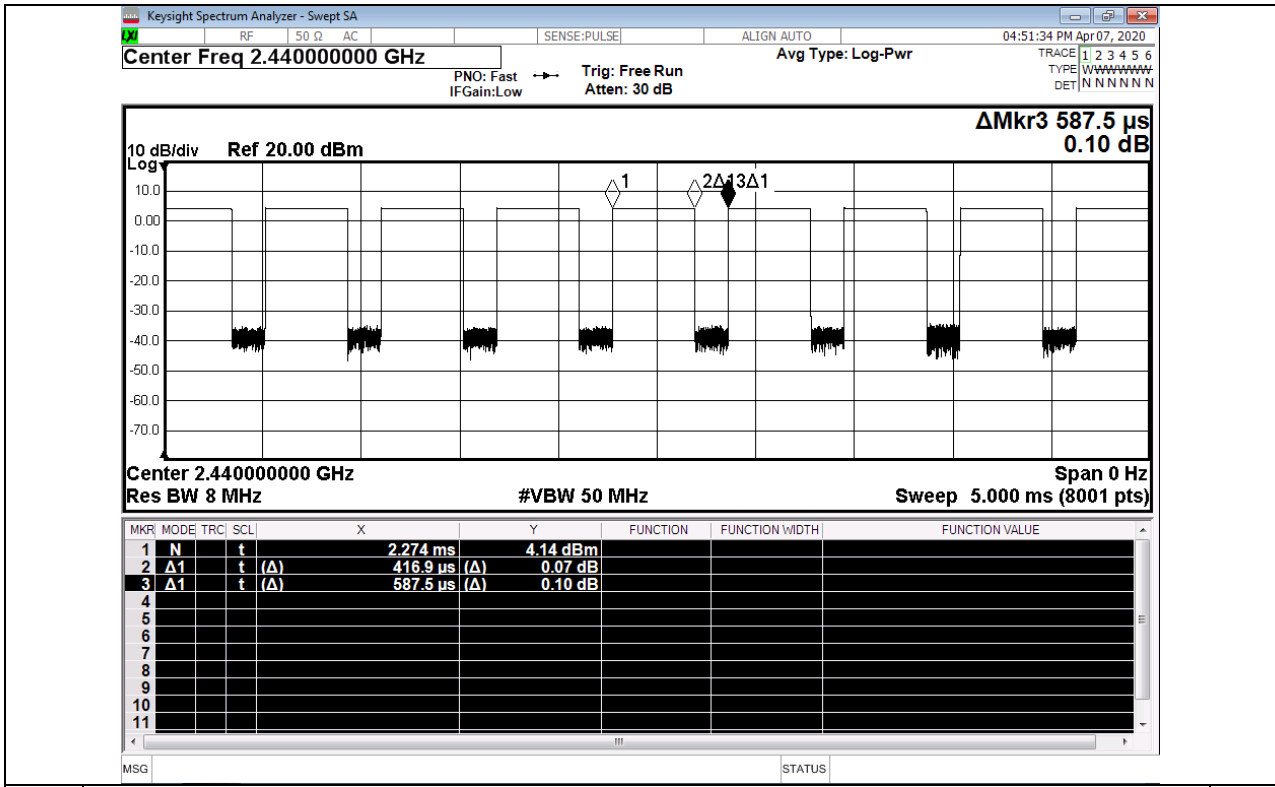 Keysight Spectrum Analyzer - Swept SA
LXI RF 50 Ω AC SENSE:PULSE ALIGN AUTO 04:51:34 PM Apr 07, 2020
Center Freq 2.440000000 GHz Avg Type: Log-Pwr TRACE 1 2 3 4 5 6
PNO: Fast Trig: Free Run TYPE WWWWWW
IFGain:Low Atten: 30 dB DET N N N N N N
ΔMkr3 587.5 µs
10 dB/div Ref 20.00 dBm 0.10 dB
Log
1 2Δ13Δ1
10.0
0.00
-10.0
-20.0
-30.0
-40.0
-50.0
-60.0
-70.0
Center 2.440000000 GHz Span 0 Hz
Res BW 8 MHz #VBW 50 MHz Sweep 5.000 ms (8001 pts)
MKR MODE TRC SCL X Y FUNCTION FUNCTION WIDTH FUNCTION VALUE
1 N t 2.274 ms 4.14 dBm
2 Δ1 t (Δ) 416.9 µs (Δ) 0.07 dB
3 Δ1 t (Δ) 587.5 µs (Δ) 0.10 dB
4
5
6
7
8
9
10
11
MSG STATUS